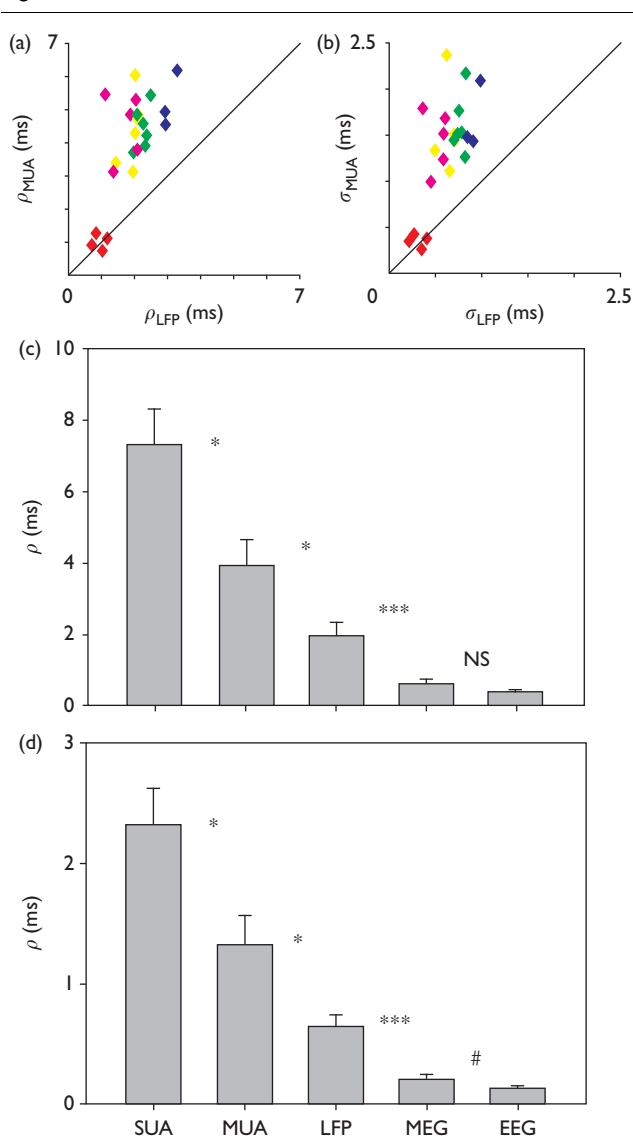 (a)
7
ρMUA (ms)
0
7
ρLFP (ms)
(b)
2.5
σMUA (ms)
0
2.5
σLFP (ms)
(c)
10
8
6
4
2
0
ρ (ms)
*
*
***
NS
(d)
3
2
1
0
ρ (ms)
*
*
***
#
SUA MUA LFP MEG EEG